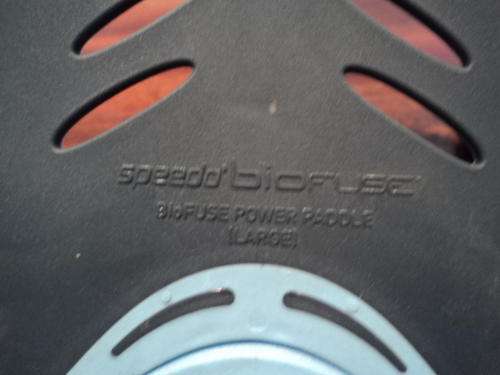 speedo biofuse
BioFUSE POWER PADDLE
(LARGE)